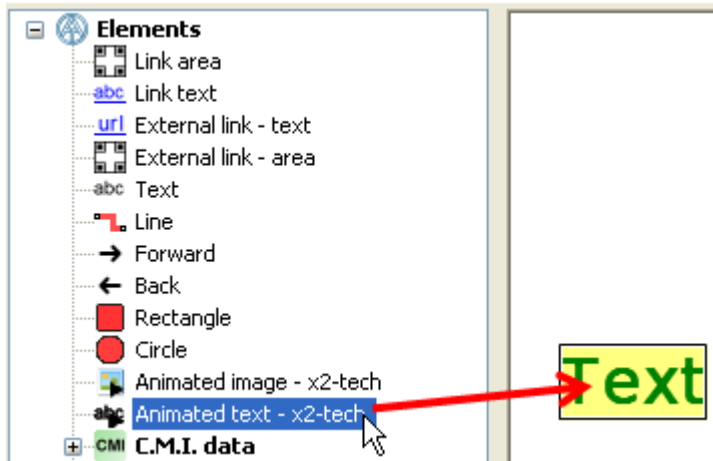 Elements
Link area
abc Link text
url External link - text
External link - area
abc Text
Line
Forward
Back
Rectangle
Circle
Animated image - x2-tech
abc Animated text - x2-tech
CMI C.M.I. data
Text